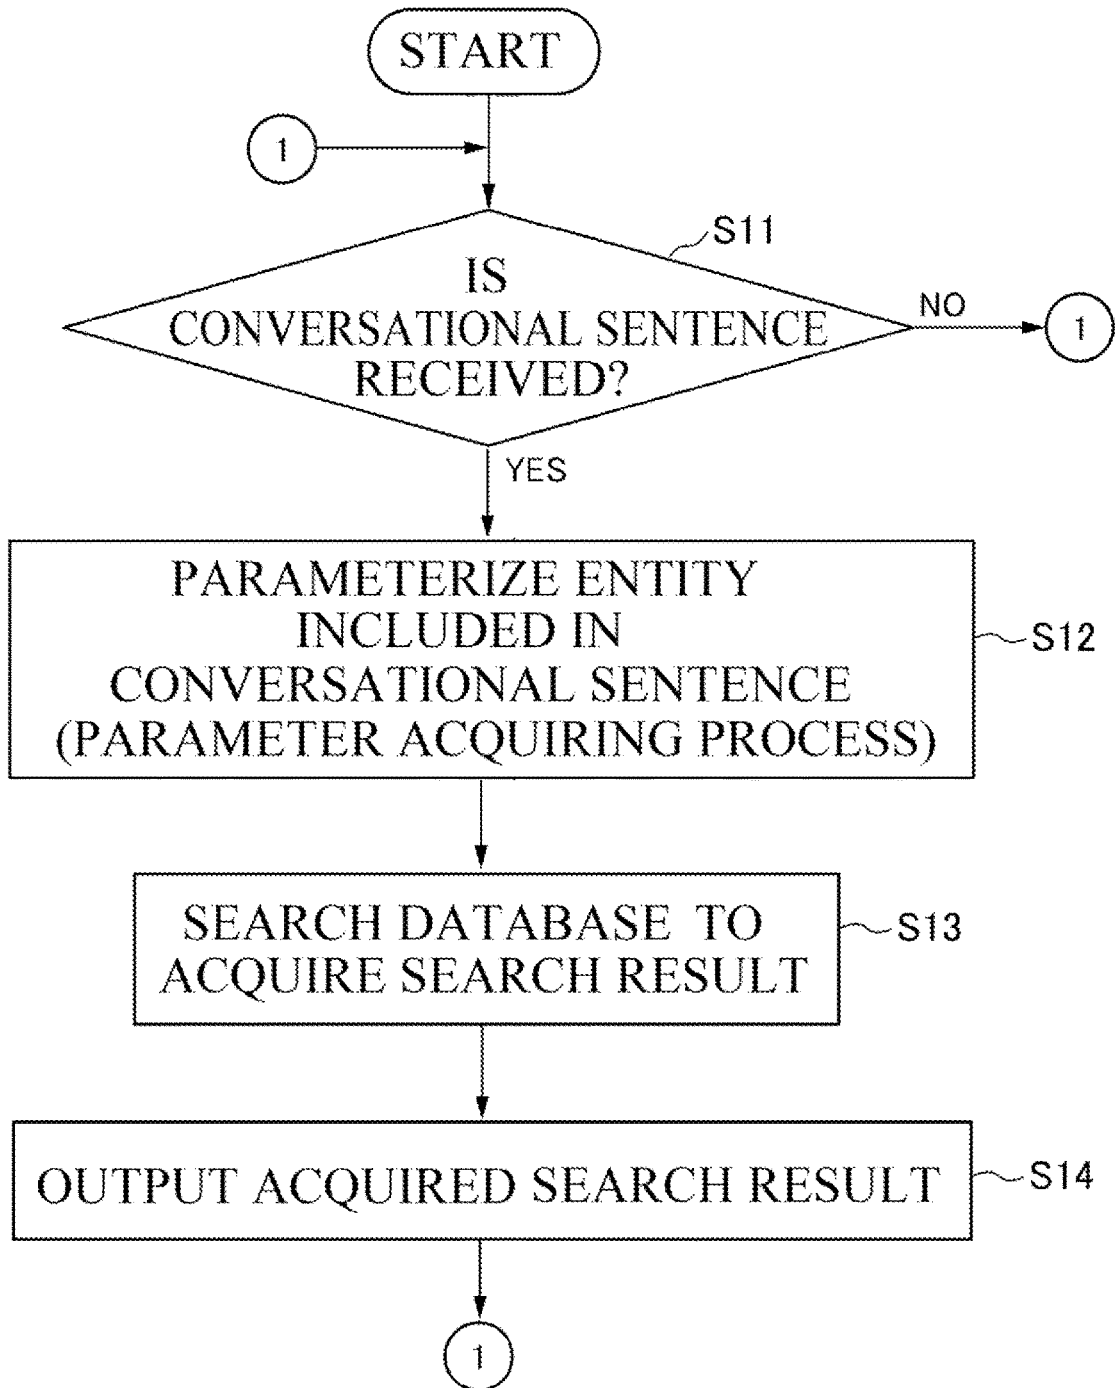 START
1
S11
IS
CONVERSATIONAL SENTENCE
RECEIVED?
NO
1
YES
PARAMETERIZE ENTITY
INCLUDED IN
CONVERSATIONAL SENTENCE
(PARAMETER ACQUIRING PROCESS)
S12
SEARCH DATABASE TO
ACQUIRE SEARCH RESULT
S13
OUTPUT ACQUIRED SEARCH RESULT
S14
1